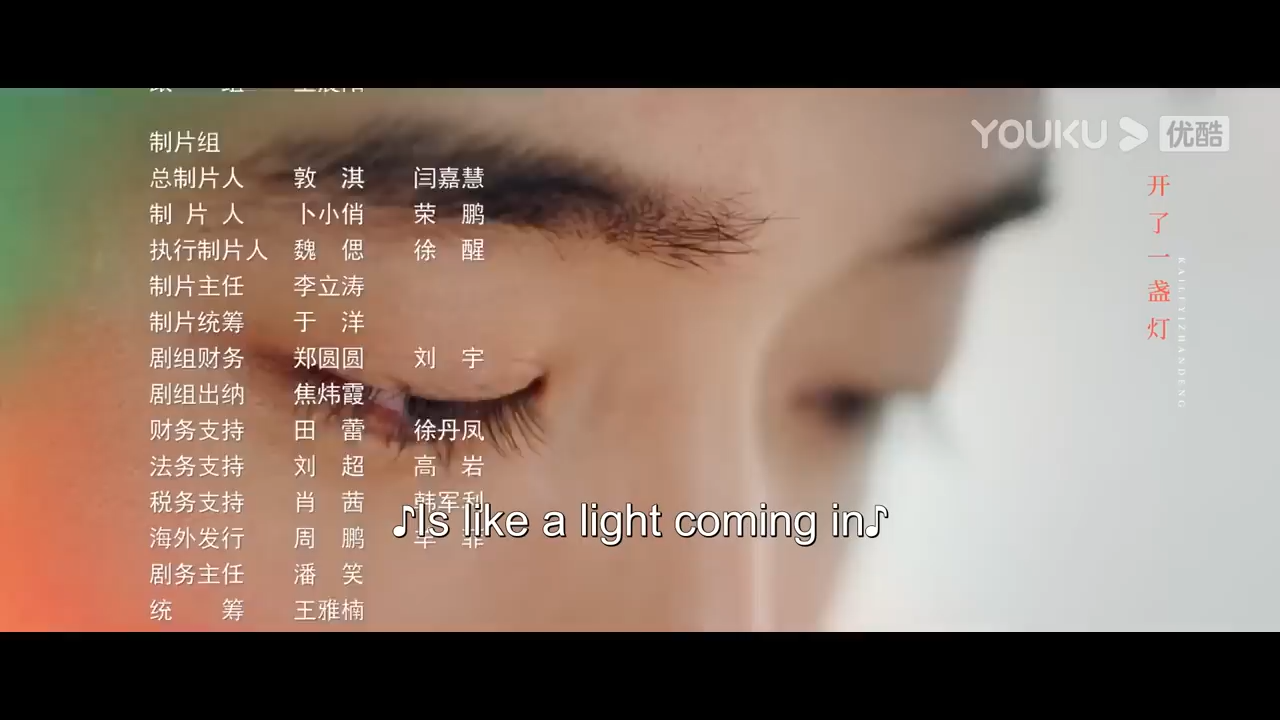 制片组
总制片人 敦淇 闫嘉慧
制片人 卜小俏 荣鹏
执行制片人 魏偲 徐醒
制片主任 李立涛
制片统筹 于洋
剧组财务 郑圆圆 刘宇
剧组出纳 焦炜霞
财务支持 田蕾 徐丹凤
法务支持 刘超 高岩
税务支持 肖茜 韩军利
海外发行 周鹏
剧务主任 潘笑
统筹 王雅楠
♪Is like a light coming in♪
YOUKU 优酷
开了一盏灯
KAILEYIZHANDENG